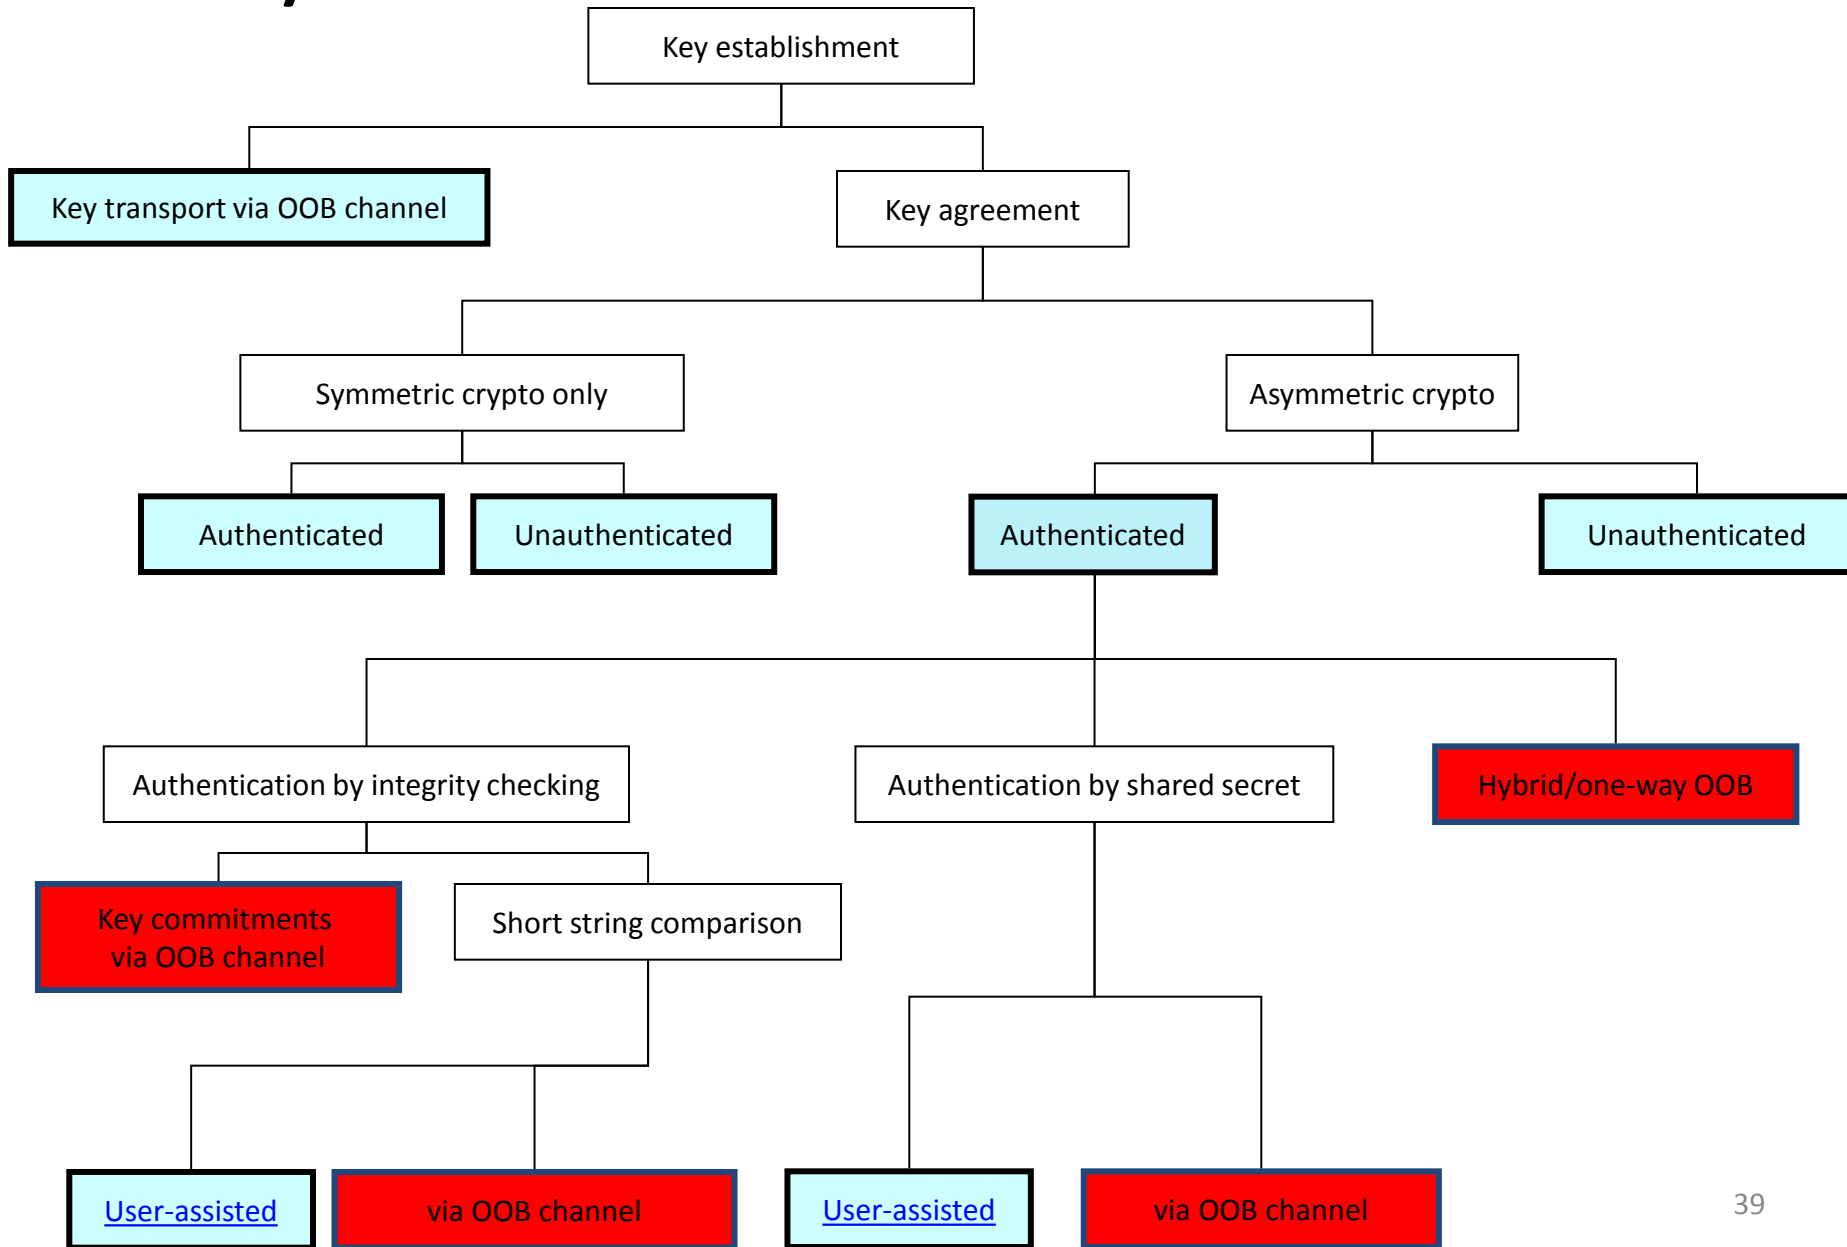 Key establishment
Key transport via OOB channel
Key agreement
Symmetric crypto only
Asymmetric crypto
Authenticated
Unauthenticated
Authenticated
Unauthenticated
Authentication by integrity checking
Authentication by shared secret
Hybrid/one-way OOB
Key commitments
via OOB channel
Short string comparison
User-assisted
via OOB channel
User-assisted
via OOB channel
39